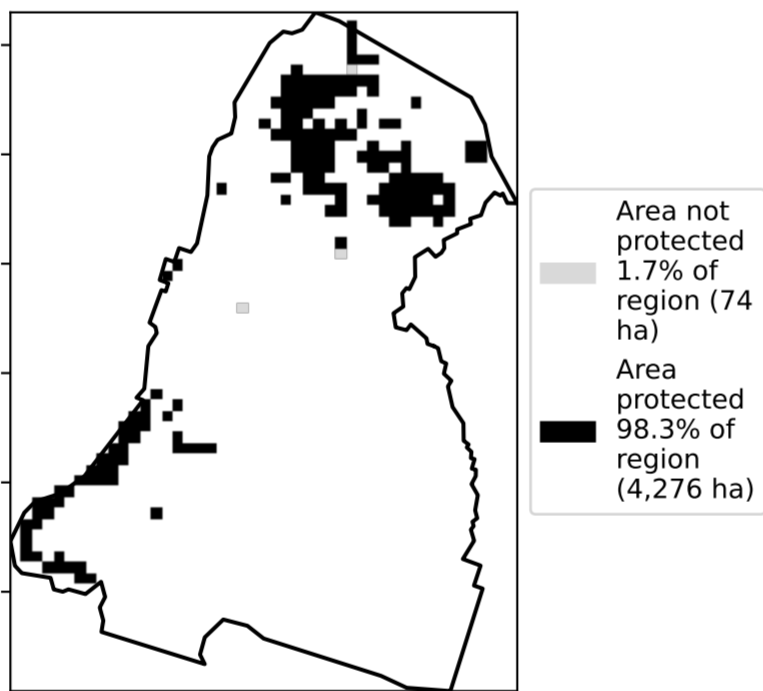 Area not
protected
1.7% of
region (74
ha)
Area
protected
98.3% of
region
(4,276 ha)